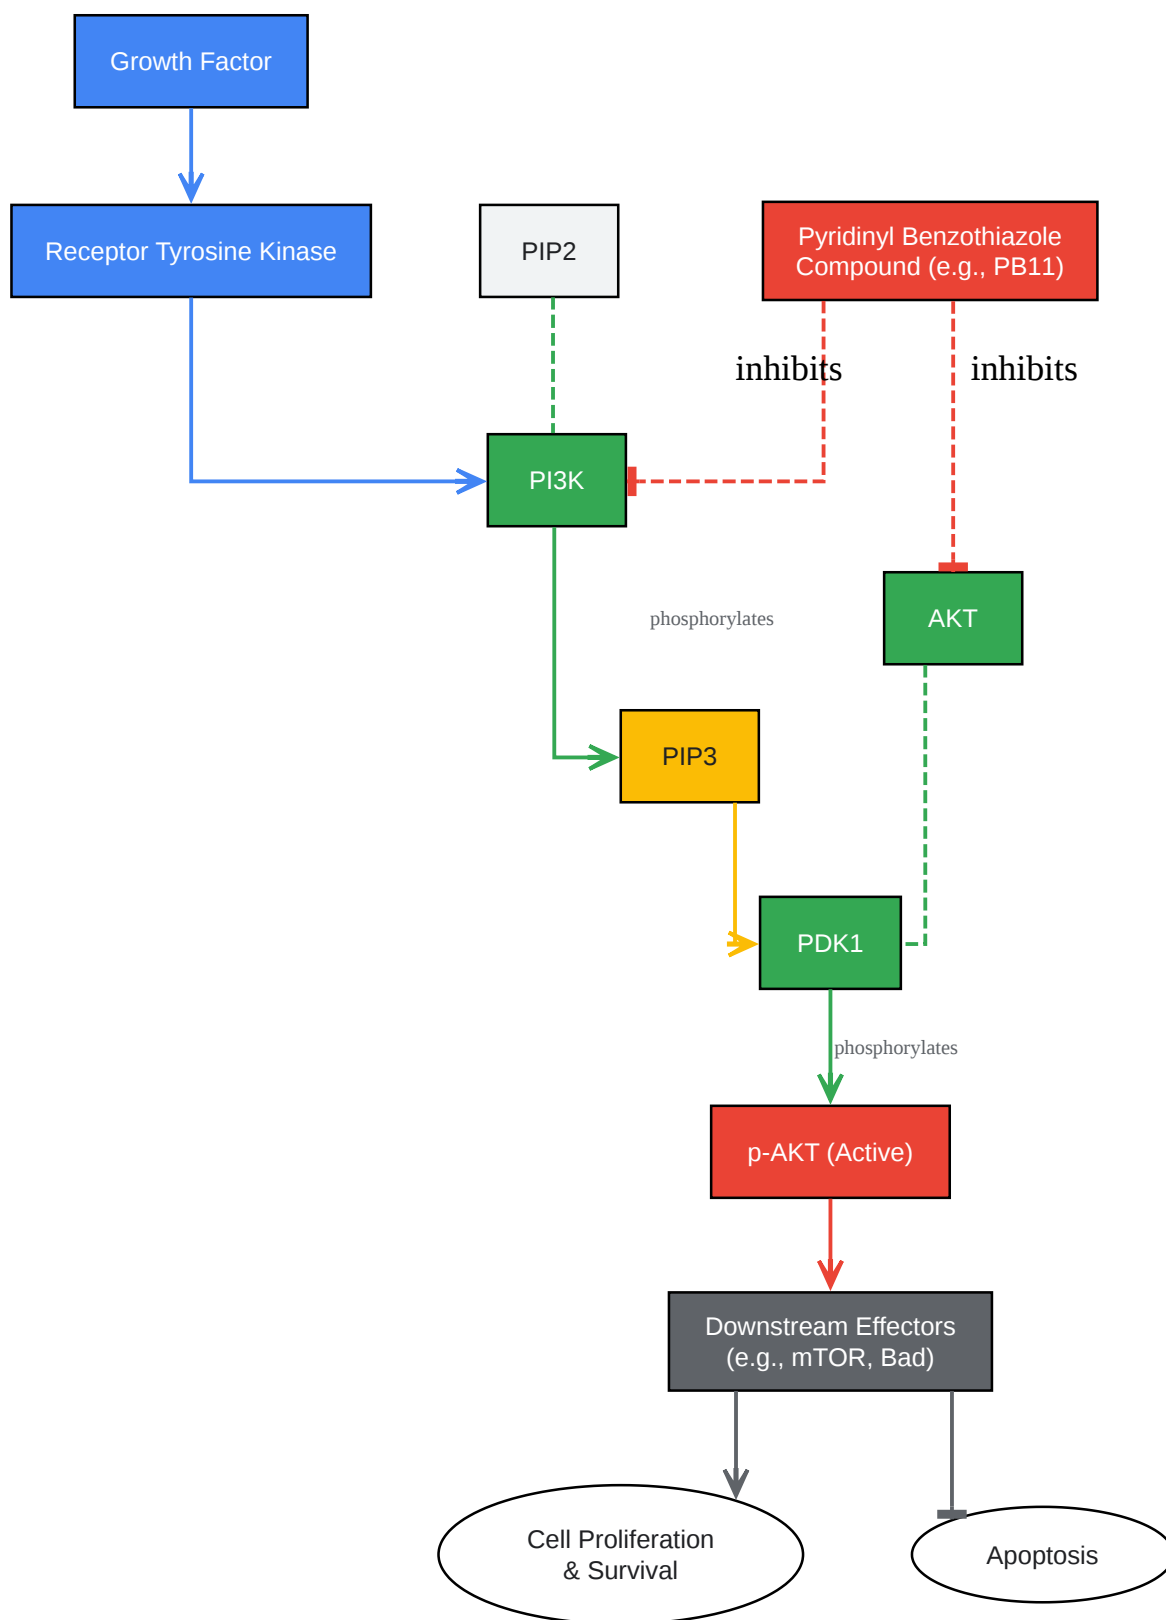 Growth Factor
Receptor Tyrosine Kinase
PIP2
Pyridinyl Benzothiazole
Compound (e.g., PB11)
inhibits
inhibits
PI3K
phosphorylates
AKT
PIP3
PDK1
phosphorylates
p-AKT (Active)
Downstream Effectors
(e.g., mTOR, Bad)
Cell Proliferation
& Survival
Apoptosis